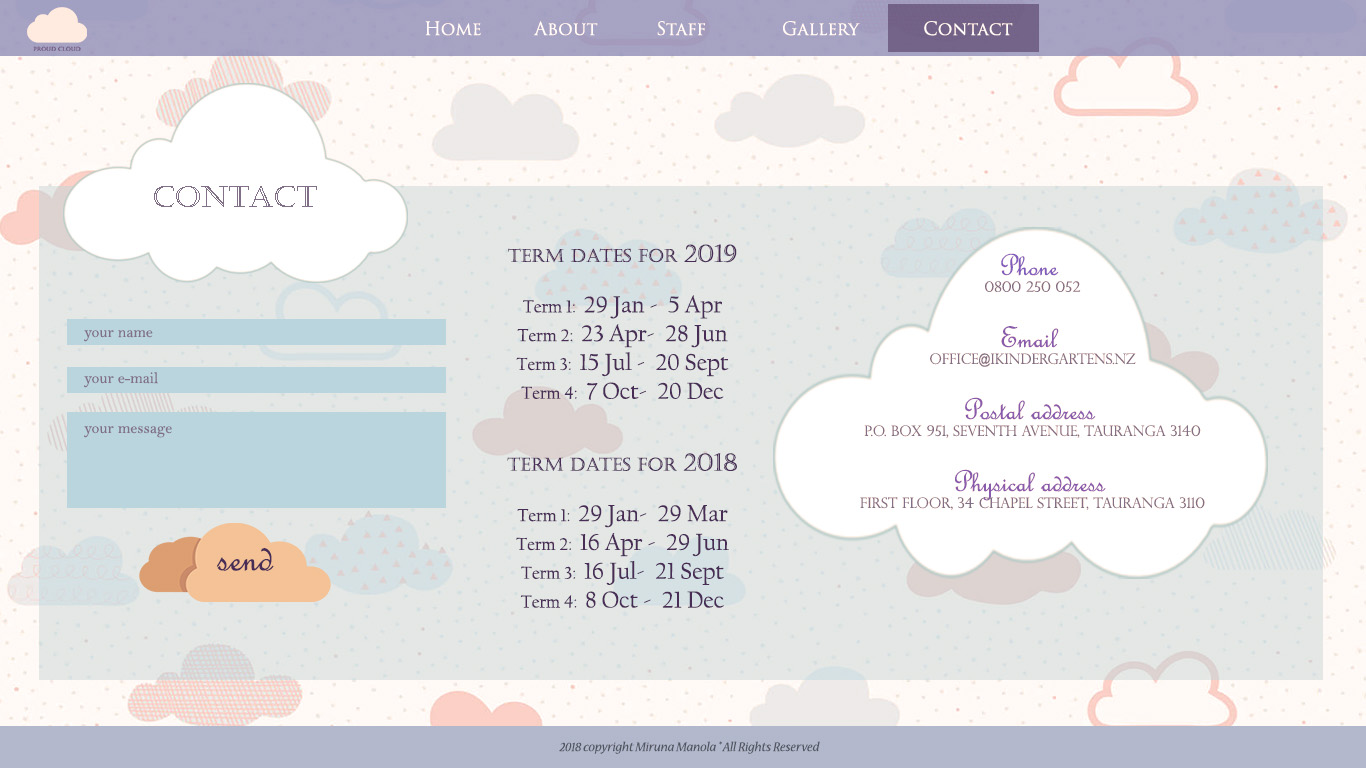 PROUD CLOUD
Home About Staff Gallery Contact
CONTACT
your name
your e-mail
your message
send
TERM DATES FOR 2019
Term 1: 29 Jan - 5 Apr
Term 2: 23 Apr- 28 Jun
Term 3: 15 Jul - 20 Sept
Term 4: 7 Oct- 20 Dec
TERM DATES FOR 2018
Term 1: 29 Jan- 29 Mar
Term 2: 16 Apr - 29 Jun
Term 3: 16 Jul- 21 Sept
Term 4: 8 Oct - 21 Dec
Phone
0800 250 052
Email
OFFICE@IKINDERGARTENS.NZ
Postal address
P.O. BOX 951, SEVENTH AVENUE, TAURANGA 3140
Physical address
FIRST FLOOR, 34 CHAPEL STREET, TAURANGA 3110
2018 copyright Miruna Manola * All Rights Reserved